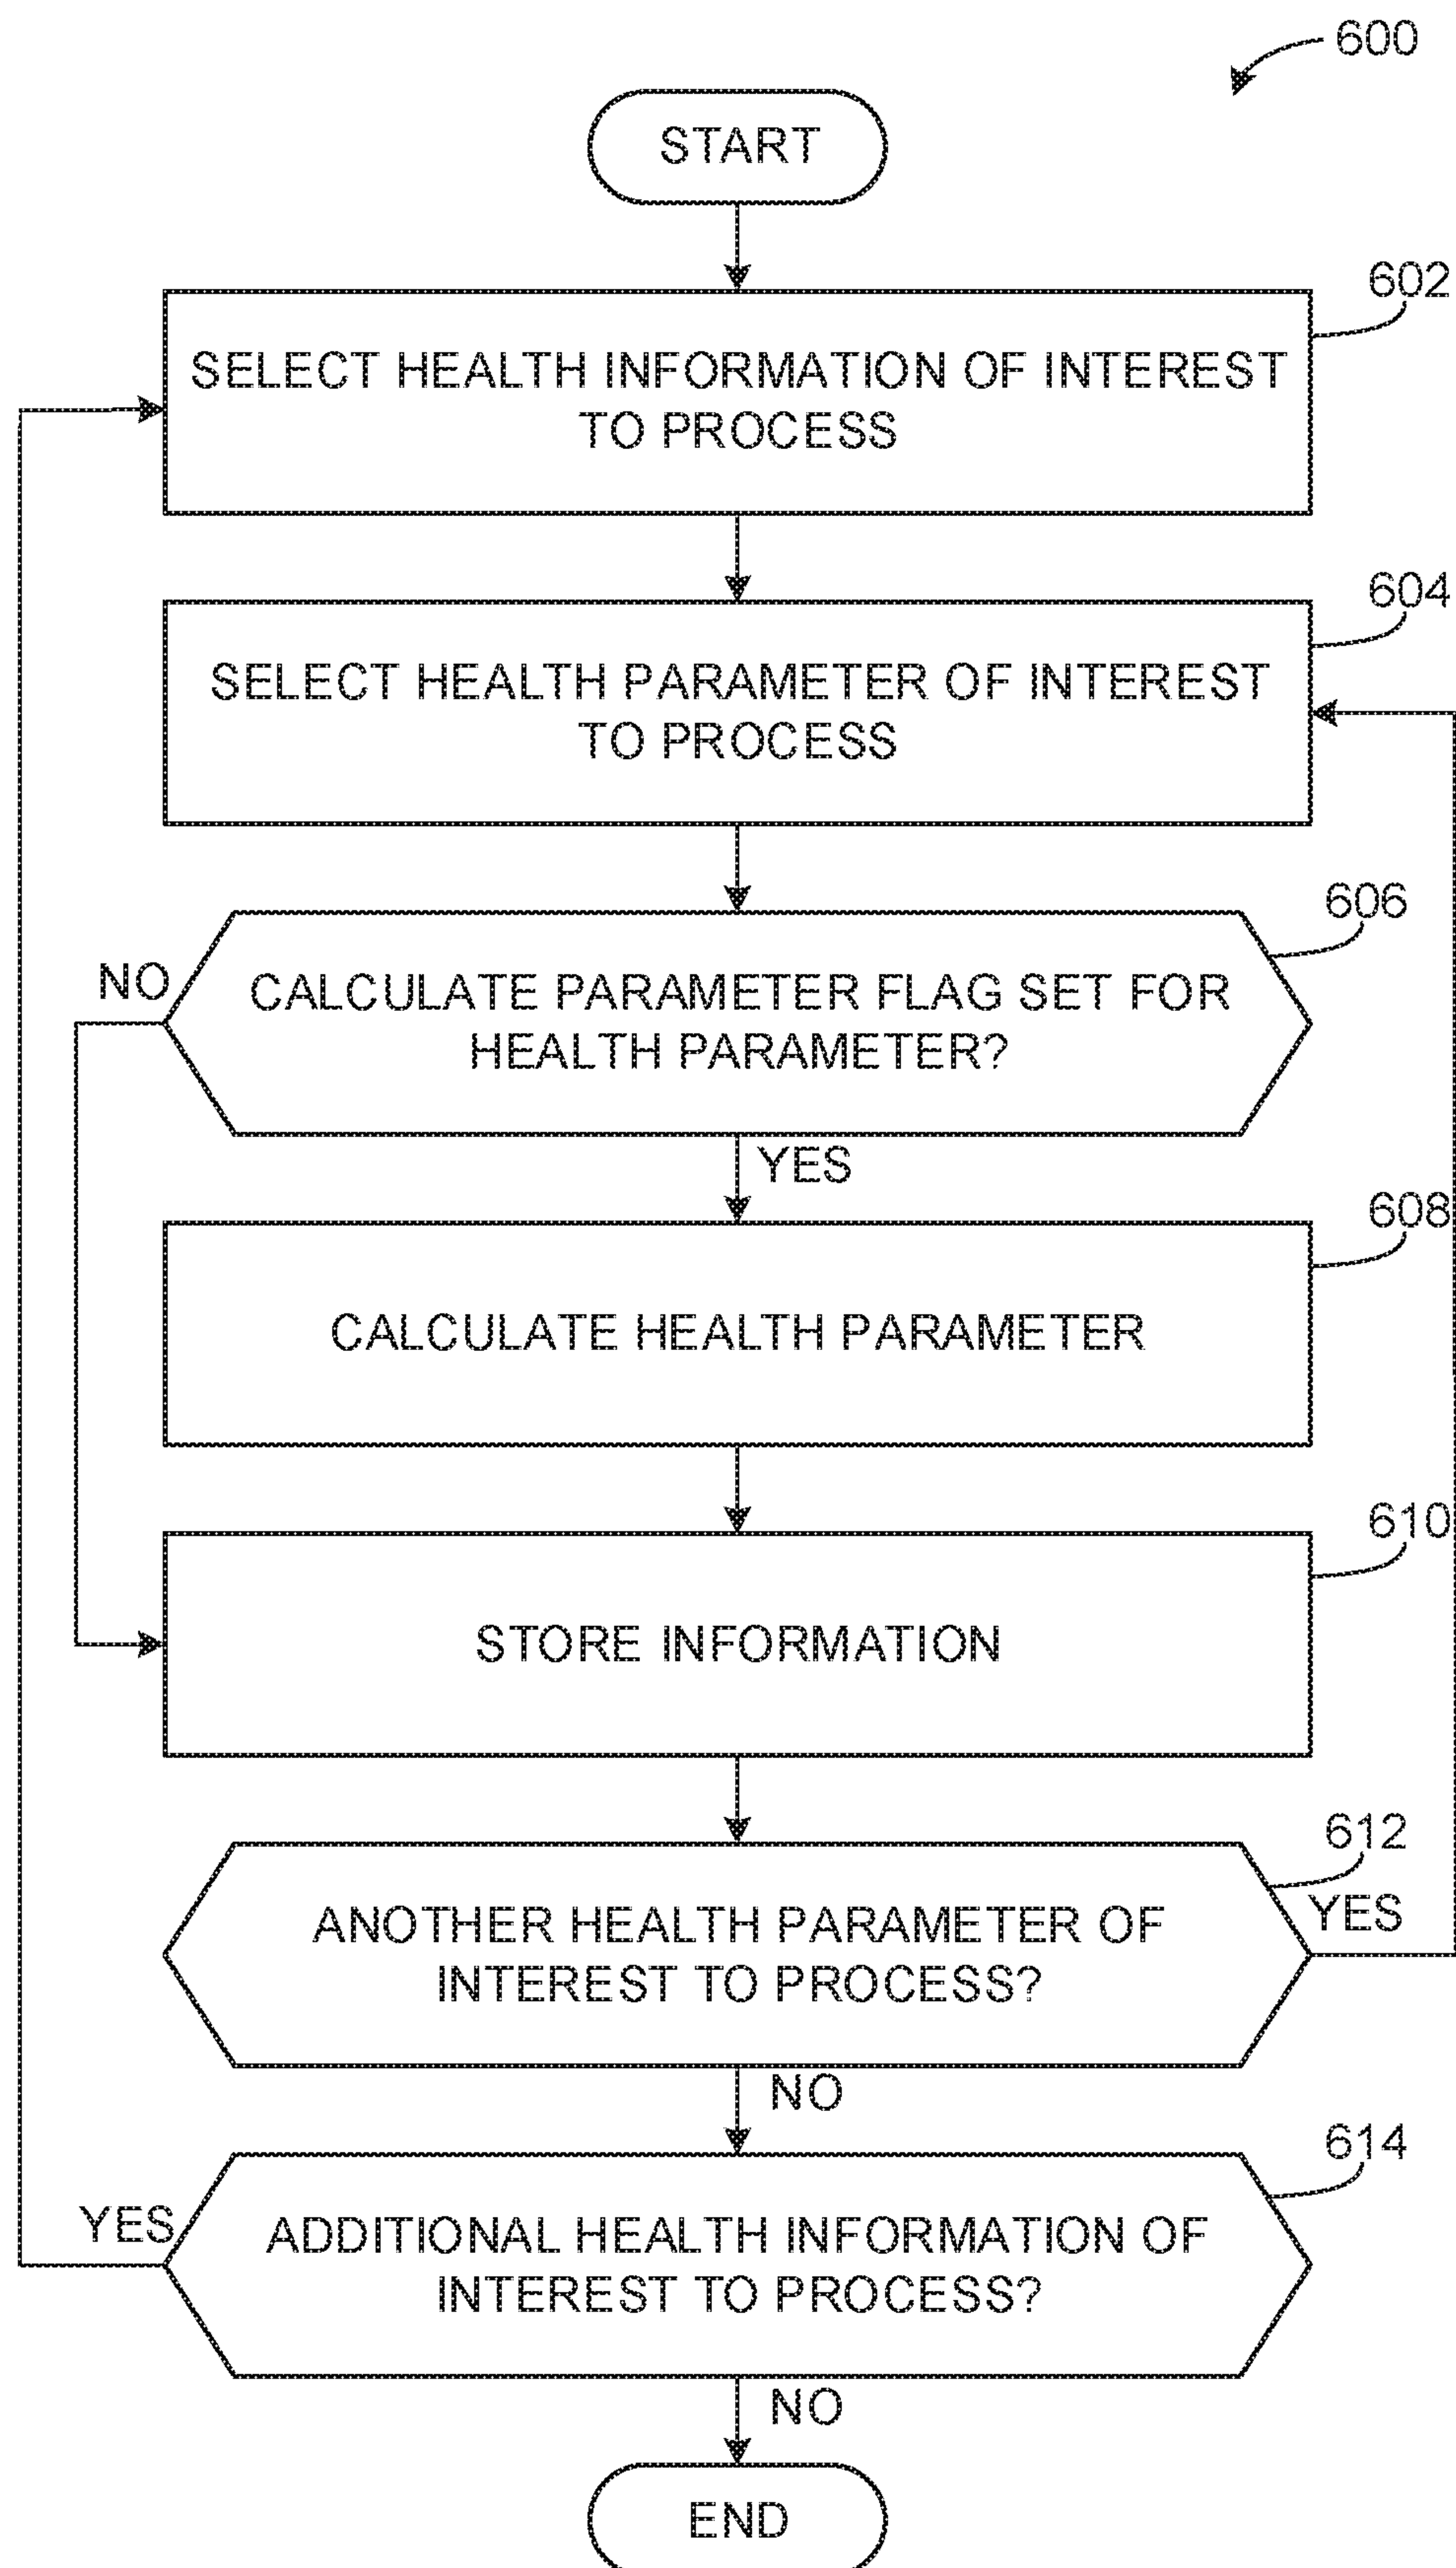 600
START
602
SELECT HEALTH INFORMATION OF INTEREST
TO PROCESS
604
SELECT HEALTH PARAMETER OF INTEREST
TO PROCESS
606
NO
CALCULATE PARAMETER FLAG SET FOR
HEALTH PARAMETER?
YES
608
CALCULATE HEALTH PARAMETER
610
STORE INFORMATION
612
YES
ANOTHER HEALTH PARAMETER OF
INTEREST TO PROCESS?
NO
614
YES
ADDITIONAL HEALTH INFORMATION OF
INTEREST TO PROCESS?
NO
END